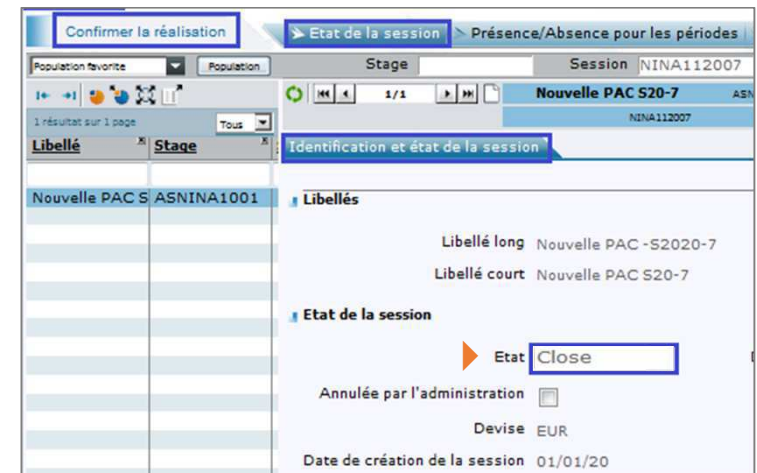 Confirmer la réalisation
Etat de la session > Présence/Absence pour les périodes
Population favorite Population Stage Session NINA112007
1/1 Nouvelle PAC S20-7 ASN
1 résultat sur 1 page Tous NINA112007
Libellé Stage Identification et état de la session
Nouvelle PAC S ASNINA1001 Libellés
Libellé long Nouvelle PAC -S2020-7
Libellé court Nouvelle PAC S20-7
Etat de la session
Etat Close
Annulée par l'administration
Devise EUR
Date de création de la session 01/01/20